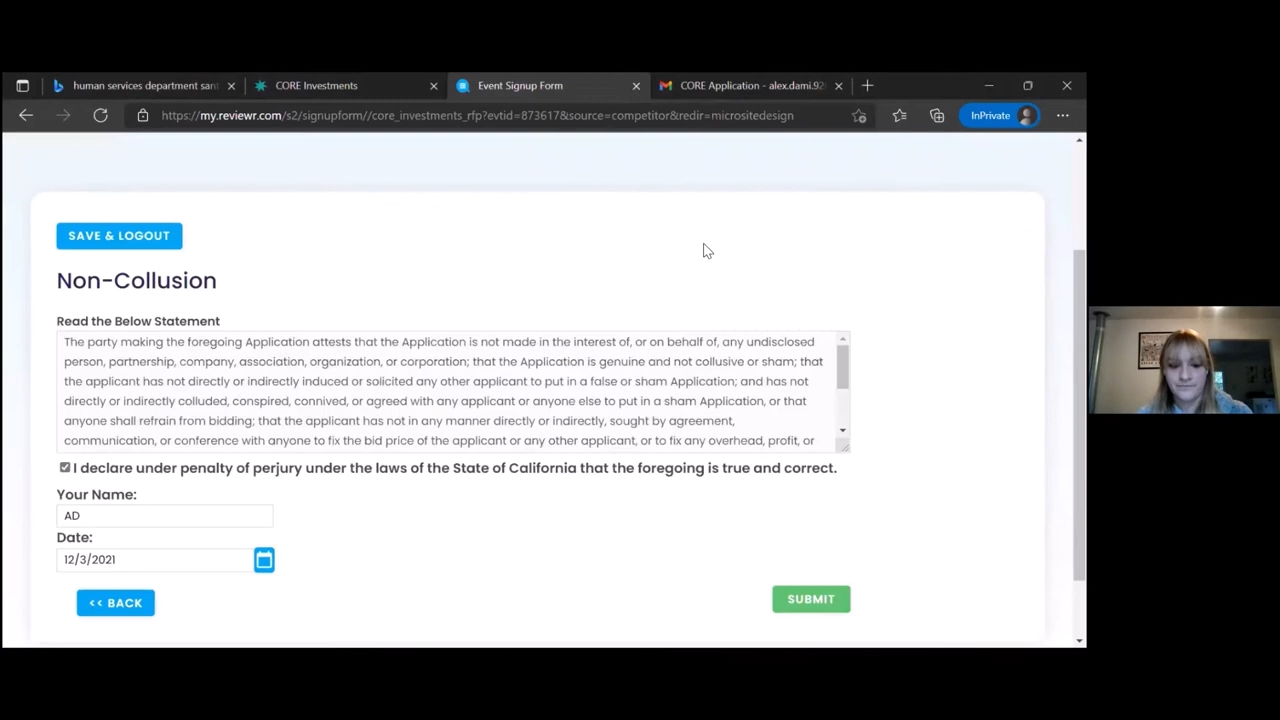 human services department sant
CORE Investments
Event Signup Form
CORE Application - alex.dami.92
https://my.reviewr.com/s2/signupform//core_investments_rfp?evtid=873617&source=competitor&redir=micrositedesign
InPrivate
SAVE & LOGOUT
Non-Collusion
Read the Below Statement
The party making the foregoing Application attests that the Application is not made in the interest of, or on behalf of, any undisclosed
person, partnership, company, association, organization, or corporation; that the Application is genuine and not collusive or sham; that
the applicant has not directly or indirectly induced or solicited any other applicant to put in a false or sham Application; and has not
directly or indirectly colluded, conspired, connived, or agreed with any applicant or anyone else to put in a sham Application, or that
anyone shall refrain from bidding; that the applicant has not in any manner directly or indirectly, sought by agreement,
communication, or conference with anyone to fix the bid price of the applicant or any other applicant, or to fix any overhead, profit, or
I declare under penalty of perjury under the laws of the State of California that the foregoing is true and correct.
Your Name:
AD
Date:
12/3/2021
<< BACK
SUBMIT